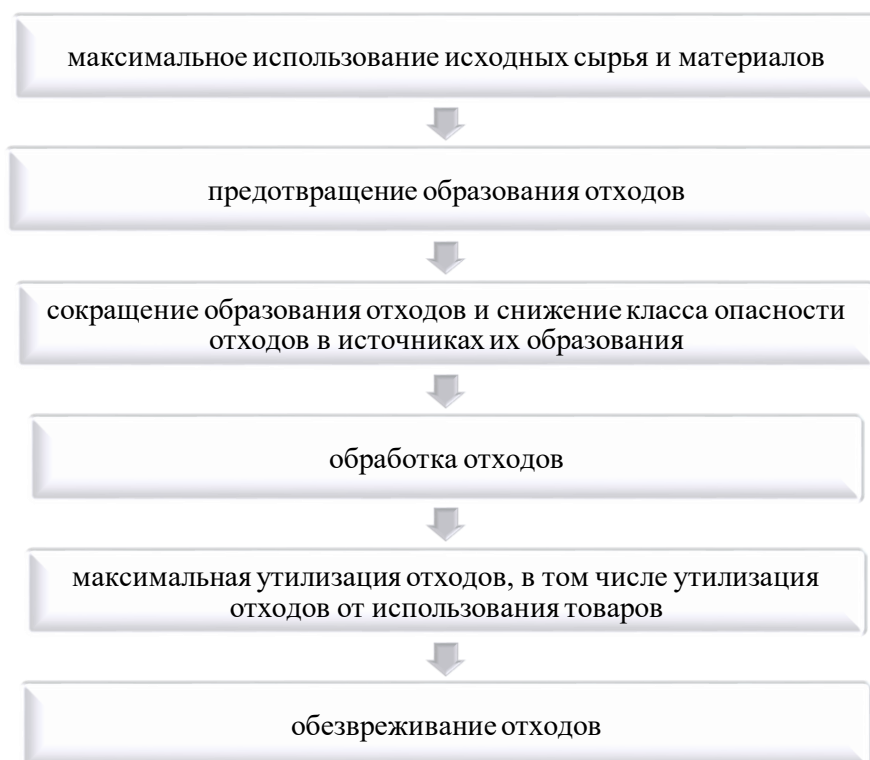 максимальное использование исходных сырья и материалов
предотвращение образования отходов
сокращение образования отходов и снижение класса опасности
отходов в источниках их образования
обработка отходов
максимальная утилизация отходов, в том числе утилизация
отходов от использования товаров
обезвреживание отходов